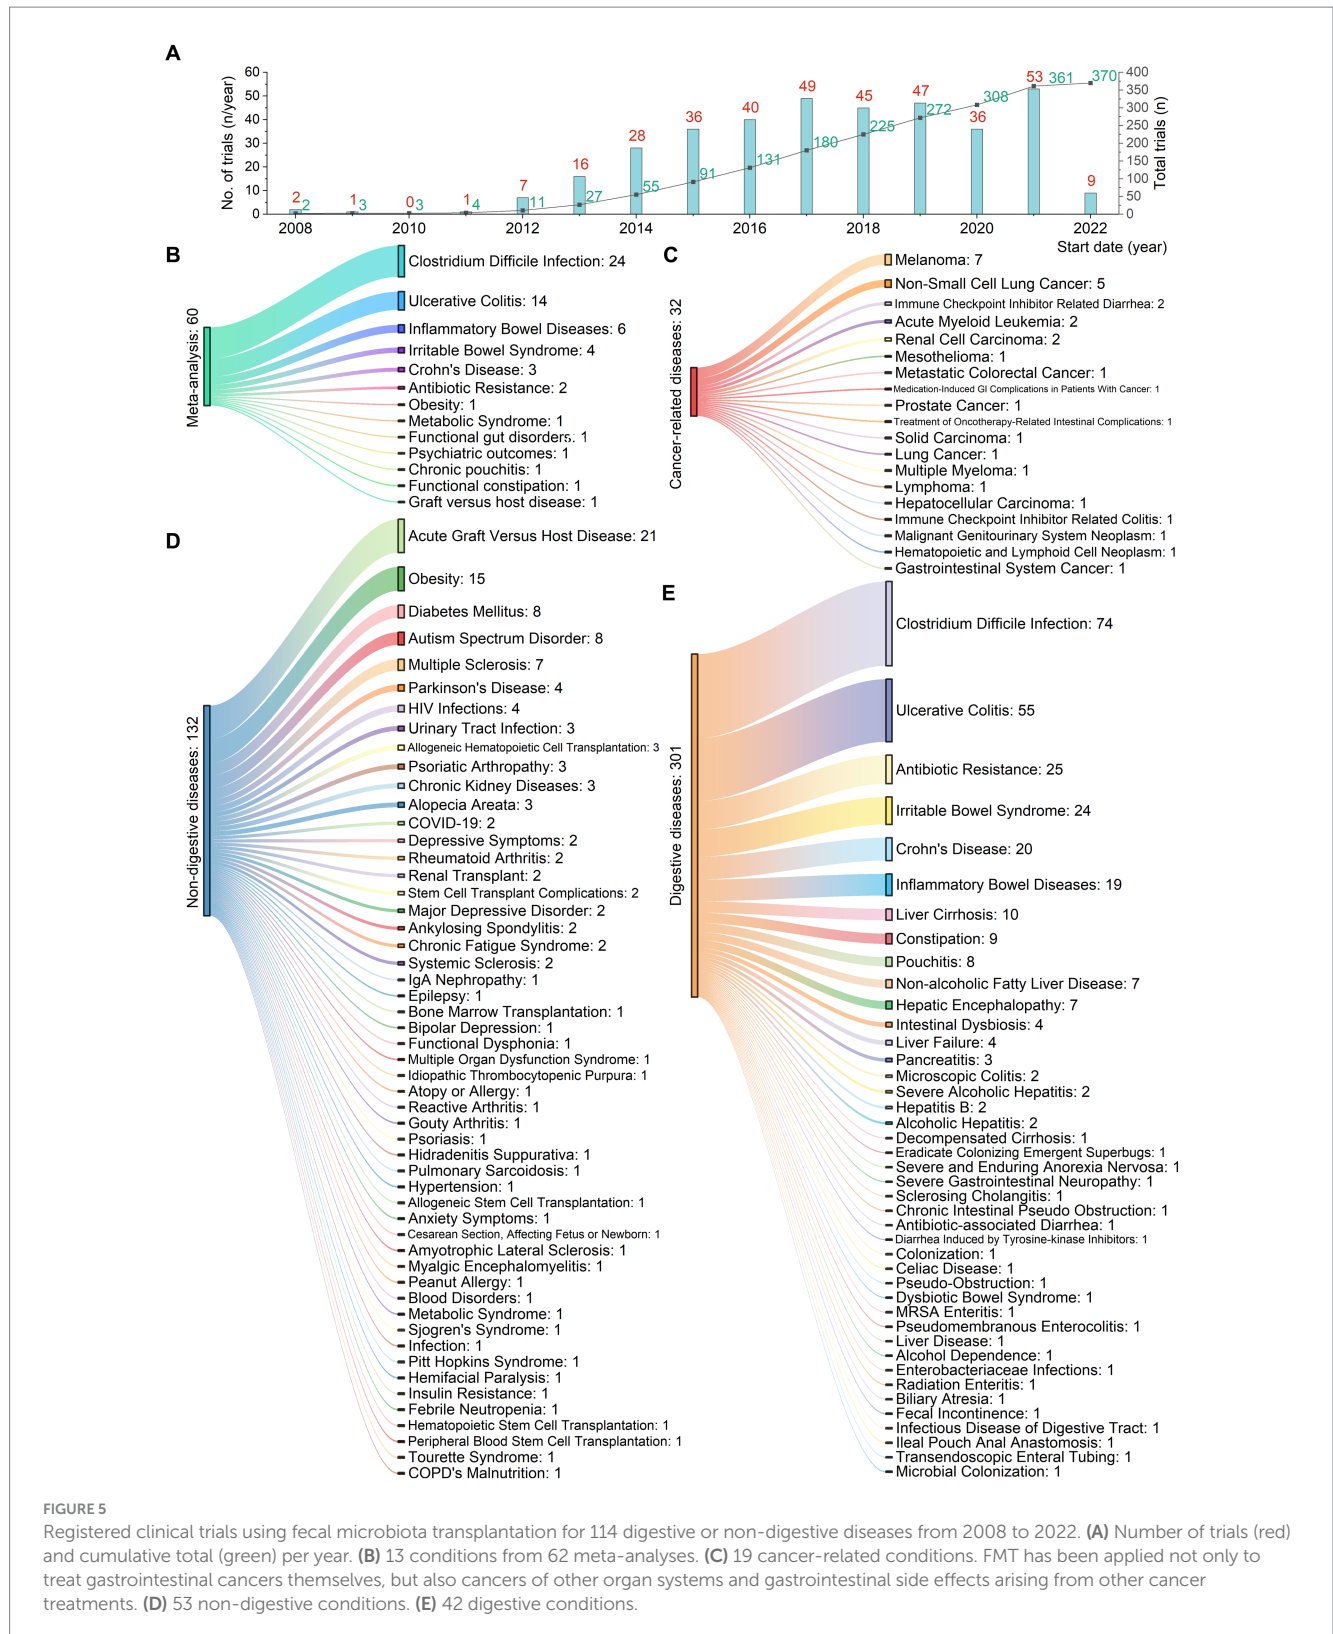 A
No. of trials (n/year)
60
50
40
30
20
10
0
2 1 0 1 7 16 28 36 40 49 45 47 36 53 9
2 3 3 4 11 27 55 91 131 180 225 272 308 361 370
400
350
300
250
200
150
100
50
0
Total trials (n)
2008 2010 2012 2014 2016 2018 2020 2022
Start date (year)
B
Meta-analysis: 60
Clostridium Difficile Infection: 24
Ulcerative Colitis: 14
Inflammatory Bowel Diseases: 6
Irritable Bowel Syndrome: 4
Crohn's Disease: 3
Antibiotic Resistance: 2
Obesity: 1
Metabolic Syndrome: 1
Functional gut disorders. 1
Psychiatric outcomes: 1
Chronic pouchitis: 1
Functional constipation: 1
Graft versus host disease: 1
C
Cancer-related diseases: 32
Melanoma: 7
Non-Small Cell Lung Cancer: 5
Immune Checkpoint Inhibitor Related Diarrhea: 2
Acute Myeloid Leukemia: 2
Renal Cell Carcinoma: 2
Mesothelioma: 1
Metastatic Colorectal Cancer: 1
Medication-Induced GI Complications in Patients With Cancer: 1
Prostate Cancer: 1
Treatment of Oncotherapy-Related Intestinal Complications: 1
Solid Carcinoma: 1
Lung Cancer: 1
Multiple Myeloma: 1
Lymphoma: 1
Hepatocellular Carcinoma: 1
Immune Checkpoint Inhibitor Related Colitis: 1
Malignant Genitourinary System Neoplasm: 1
Hematopoietic and Lymphoid Cell Neoplasm: 1
Gastrointestinal System Cancer: 1
D
Non-digestive diseases: 132
Acute Graft Versus Host Disease: 21
Obesity: 15
Diabetes Mellitus: 8
Autism Spectrum Disorder: 8
Multiple Sclerosis: 7
Parkinson's Disease: 4
HIV Infections: 4
Urinary Tract Infection: 3
Allogeneic Hematopoietic Cell Transplantation: 3
Psoriatic Arthropathy: 3
Chronic Kidney Diseases: 3
Alopecia Areata: 3
COVID-19: 2
Depressive Symptoms: 2
Rheumatoid Arthritis: 2
Renal Transplant: 2
Stem Cell Transplant Complications: 2
Major Depressive Disorder: 2
Ankylosing Spondylitis: 2
Chronic Fatigue Syndrome: 2
Systemic Sclerosis: 2
IgA Nephropathy: 1
Epilepsy: 1
Bone Marrow Transplantation: 1
Bipolar Depression: 1
Functional Dysphonia: 1
Multiple Organ Dysfunction Syndrome: 1
Idiopathic Thrombocytopenic Purpura: 1
Atopy or Allergy: 1
Reactive Arthritis: 1
Gouty Arthritis: 1
Psoriasis: 1
Hidradenitis Suppurativa: 1
Pulmonary Sarcoidosis: 1
Hypertension: 1
Allogeneic Stem Cell Transplantation: 1
Anxiety Symptoms: 1
Cesarean Section, Affecting Fetus or Newborn: 1
Amyotrophic Lateral Sclerosis: 1
Myalgic Encephalomyelitis: 1
Peanut Allergy: 1
Blood Disorders: 1
Metabolic Syndrome: 1
Sjogren's Syndrome: 1
Infection: 1
Pitt Hopkins Syndrome: 1
Hemifacial Paralysis: 1
Insulin Resistance: 1
Febrile Neutropenia: 1
Hematopoietic Stem Cell Transplantation: 1
Peripheral Blood Stem Cell Transplantation: 1
Tourette Syndrome: 1
COPD's Malnutrition: 1
E
Digestive diseases: 301
Clostridium Difficile Infection: 74
Ulcerative Colitis: 55
Antibiotic Resistance: 25
Irritable Bowel Syndrome: 24
Crohn's Disease: 20
Inflammatory Bowel Diseases: 19
Liver Cirrhosis: 10
Constipation: 9
Pouchitis: 8
Non-alcoholic Fatty Liver Disease: 7
Hepatic Encephalopathy: 7
Intestinal Dysbiosis: 4
Liver Failure: 4
Pancreatitis: 3
Microscopic Colitis: 2
Severe Alcoholic Hepatitis: 2
Hepatitis B: 2
Alcoholic Hepatitis: 2
Decompensated Cirrhosis: 1
Eradicate Colonizing Emergent Superbugs: 1
Severe and Enduring Anorexia Nervosa: 1
Severe Gastrointestinal Neuropathy: 1
Sclerosing Cholangitis: 1
Chronic Intestinal Pseudo Obstruction: 1
Antibiotic-associated Diarrhea: 1
Diarrhea Induced by Tyrosine-kinase Inhibitors: 1
Colonization: 1
Celiac Disease: 1
Pseudo-Obstruction: 1
Dysbiotic Bowel Syndrome: 1
MRSA Enteritis: 1
Pseudomembranous Enterocolitis: 1
Liver Disease: 1
Alcohol Dependence: 1
Enterobacteriaceae Infections: 1
Radiation Enteritis: 1
Biliary Atresia: 1
Fecal Incontinence: 1
Infectious Disease of Digestive Tract: 1
Ileal Pouch Anal Anastomosis: 1
Transendoscopic Enteral Tubing: 1
Microbial Colonization: 1
FIGURE 5
Registered clinical trials using fecal microbiota transplantation for 114 digestive or non-digestive diseases from 2008 to 2022. (A) Number of trials (red)
and cumulative total (green) per year. (B) 13 conditions from 62 meta-analyses. (C) 19 cancer-related conditions. FMT has been applied not only to
treat gastrointestinal cancers themselves, but also cancers of other organ systems and gastrointestinal side effects arising from other cancer
treatments. (D) 53 non-digestive conditions. (E) 42 digestive conditions.